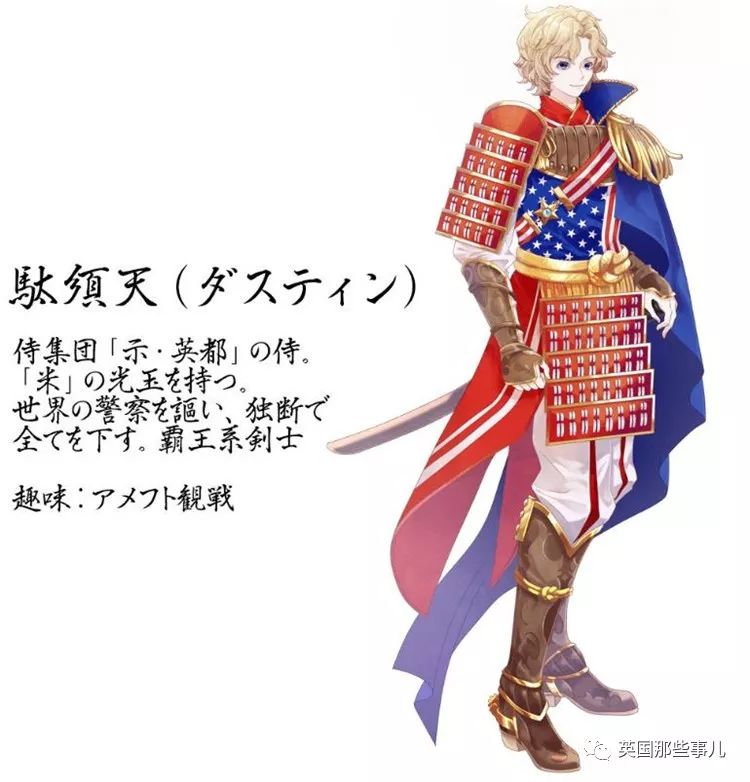 駄須天（ダスティン）
侍集団「示・英都」の侍。
「米」の光玉を持つ。
世界の警察を謳い、独断で
全てを下す。覇王系剣士
趣味：アメフト観戦
英国那些事儿